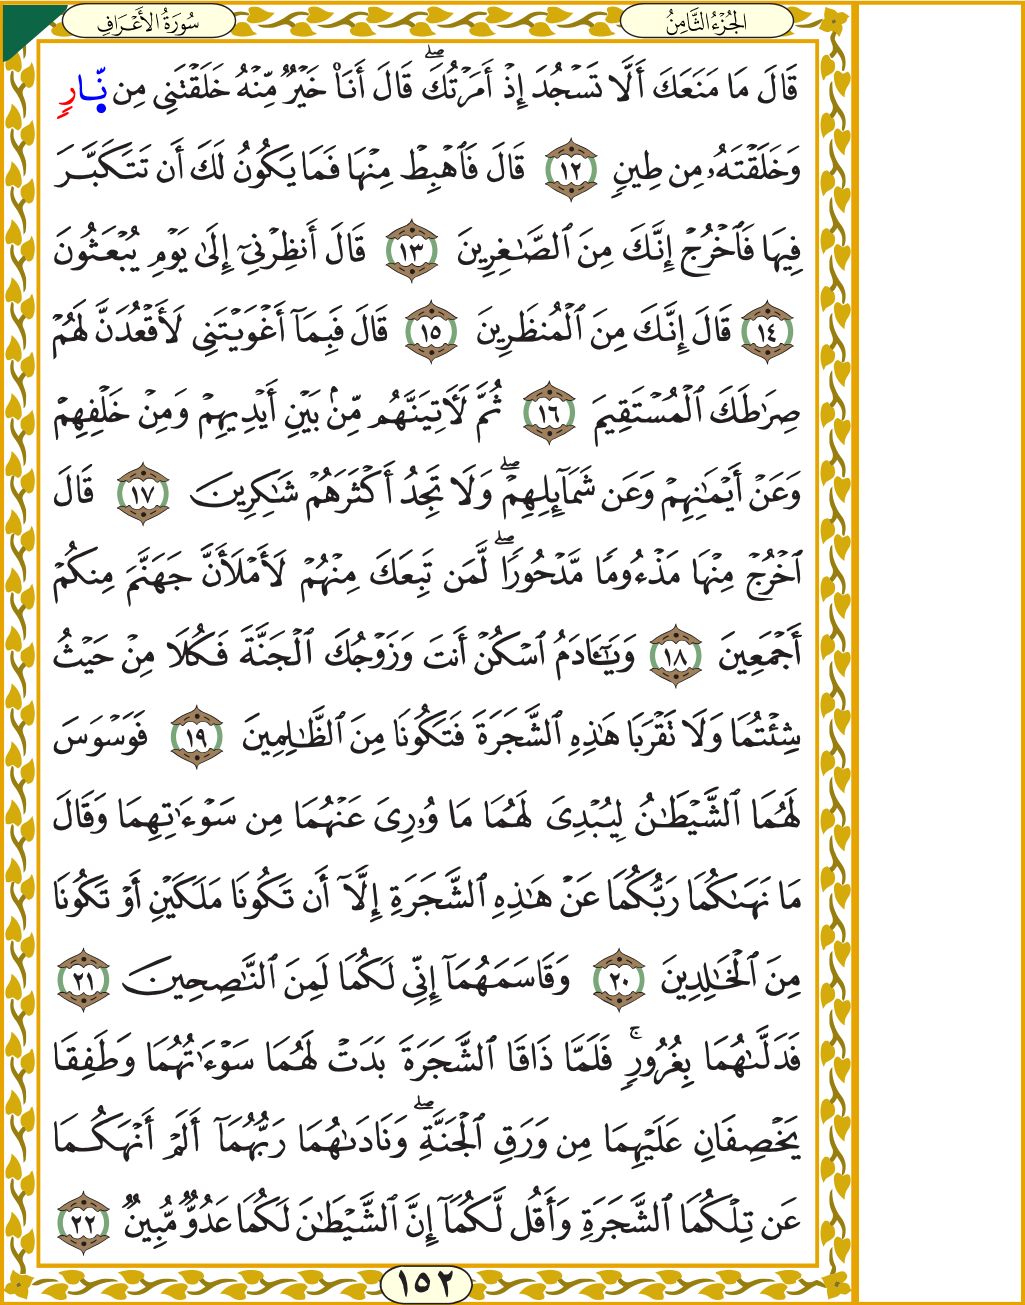 سُورَةُ الأَعْرَافِ
الجُزْءُ الثَّامِنُ
قَالَ مَا مَنَعَكَ أَلَّا تَسْجُدَ إِذْ أَمَرْتُكَ ۖ قَالَ أَنَا۠ خَيْرٌ مِّنْهُ خَلَقْتَنِى مِن نَّارٍ
وَخَلَقْتَهُۥ مِن طِينٍ ١٢ قَالَ فَٱهْبِطْ مِنْهَا فَمَا يَكُونُ لَكَ أَن تَتَكَبَّرَ
فِيهَا فَٱخْرُجْ إِنَّكَ مِنَ ٱلصَّـٰغِرِينَ ١٣ قَالَ أَنظِرْنِىٓ إِلَىٰ يَوْمِ يُبْعَثُونَ
١٤ قَالَ إِنَّكَ مِنَ ٱلْمُنظَرِينَ ١٥ قَالَ فَبِمَآ أَغْوَيْتَنِى لَأَقْعُدَنَّ لَهُمْ
صِرَٰطَكَ ٱلْمُسْتَقِيمَ ١٦ ثُمَّ لَـَٔاتِيَنَّهُم مِّنۢ بَيْنِ أَيْدِيهِمْ وَمِنْ خَلْفِهِمْ
وَعَنْ أَيْمَـٰنِهِمْ وَعَن شَمَآئِلِهِمْ ۖ وَلَا تَجِدُ أَكْثَرَهُمْ شَـٰكِرِينَ ١٧ قَالَ
ٱخْرُجْ مِنْهَا مَذْءُومًا مَّدْحُورًا ۖ لَّمَن تَبِعَكَ مِنْهُمْ لَأَمْلَأَنَّ جَهَنَّمَ مِنكُمْ
أَجْمَعِينَ ١٨ وَيَـٰٓـَٔادَمُ ٱسْكُنْ أَنتَ وَزَوْجُكَ ٱلْجَنَّةَ فَكُلَا مِنْ حَيْثُ
شِئْتُمَا وَلَا تَقْرَبَا هَـٰذِهِ ٱلشَّجَرَةَ فَتَكُونَا مِنَ ٱلظَّـٰلِمِينَ ١٩ فَوَسْوَسَ
لَهُمَا ٱلشَّيْطَـٰنُ لِيُبْدِىَ لَهُمَا مَا وُۥرِىَ عَنْهُمَا مِن سَوْءَٰتِهِمَا وَقَالَ
مَا نَهَىٰكُمَا رَبُّكُمَا عَنْ هَـٰذِهِ ٱلشَّجَرَةِ إِلَّآ أَن تَكُونَا مَلَكَيْنِ أَوْ تَكُونَا
مِنَ ٱلْخَـٰلِدِينَ ٢٠ وَقَاسَمَهُمَآ إِنِّى لَكُمَا لَمِنَ ٱلنَّـٰصِحِينَ ٢١
فَدَلَّىٰهُمَا بِغُرُورٍ ۚ فَلَمَّا ذَاقَا ٱلشَّجَرَةَ بَدَتْ لَهُمَا سَوْءَٰتُهُمَا وَطَفِقَا
يَخْصِفَانِ عَلَيْهِمَا مِن وَرَقِ ٱلْجَنَّةِ ۖ وَنَادَىٰهُمَا رَبُّهُمَآ أَلَمْ أَنْهَكُمَا
عَن تِلْكُمَا ٱلشَّجَرَةِ وَأَقُل لَّكُمَآ إِنَّ ٱلشَّيْطَـٰنَ لَكُمَا عَدُوٌّ مُّبِينٌ ٢٢
١٥٢